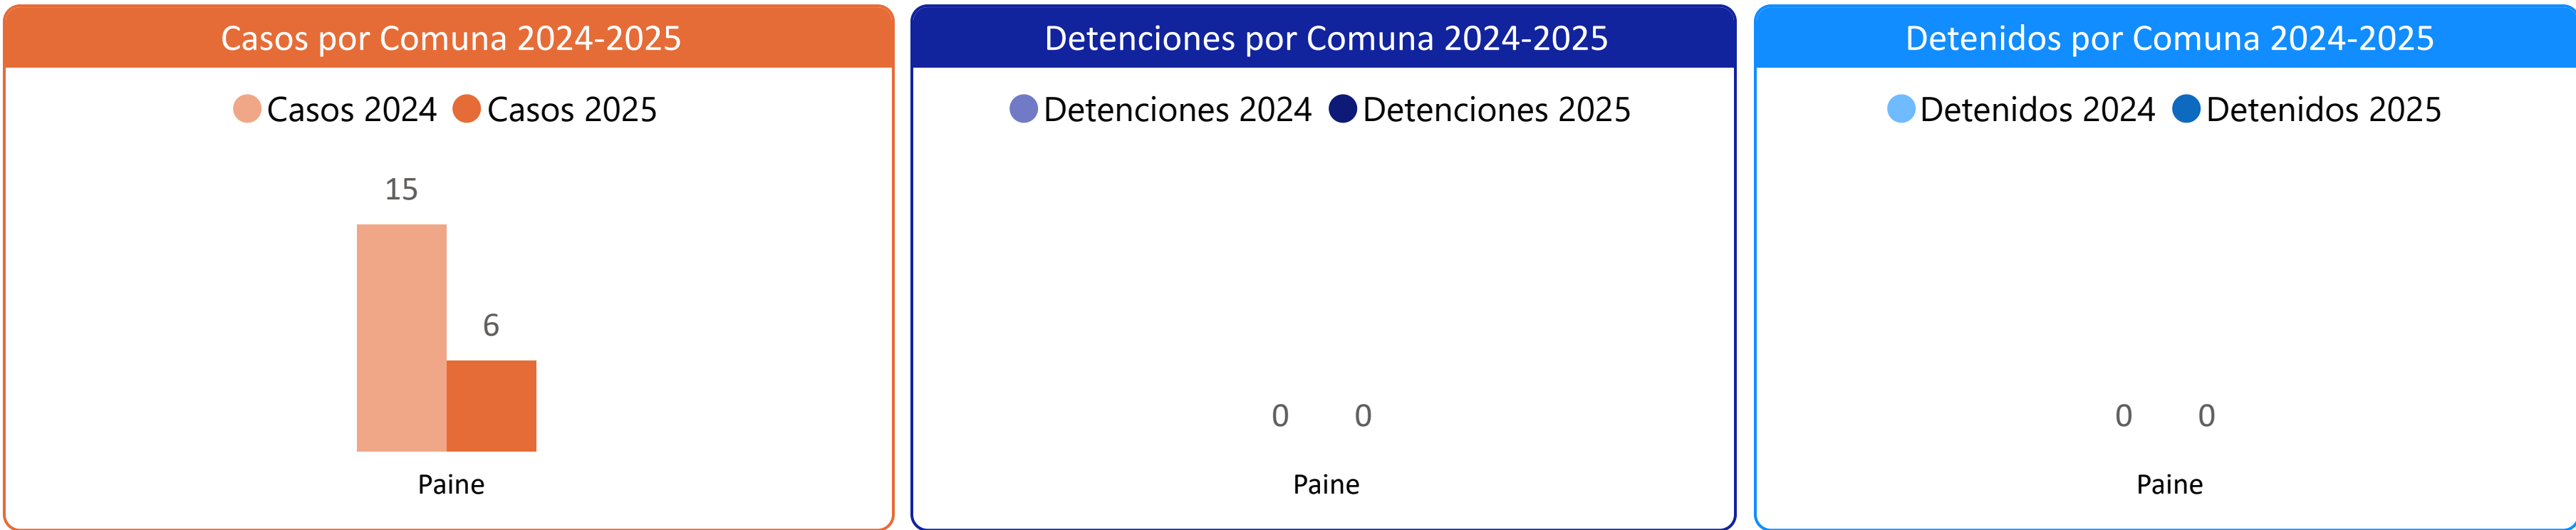 Casos por Comuna 2024-2025
Casos 2024 Casos 2025
15
6
Paine
Detenciones por Comuna 2024-2025
Detenciones 2024 Detenciones 2025
0 0
Paine
Detenidos por Comuna 2024-2025
Detenidos 2024 Detenidos 2025
0 0
Paine